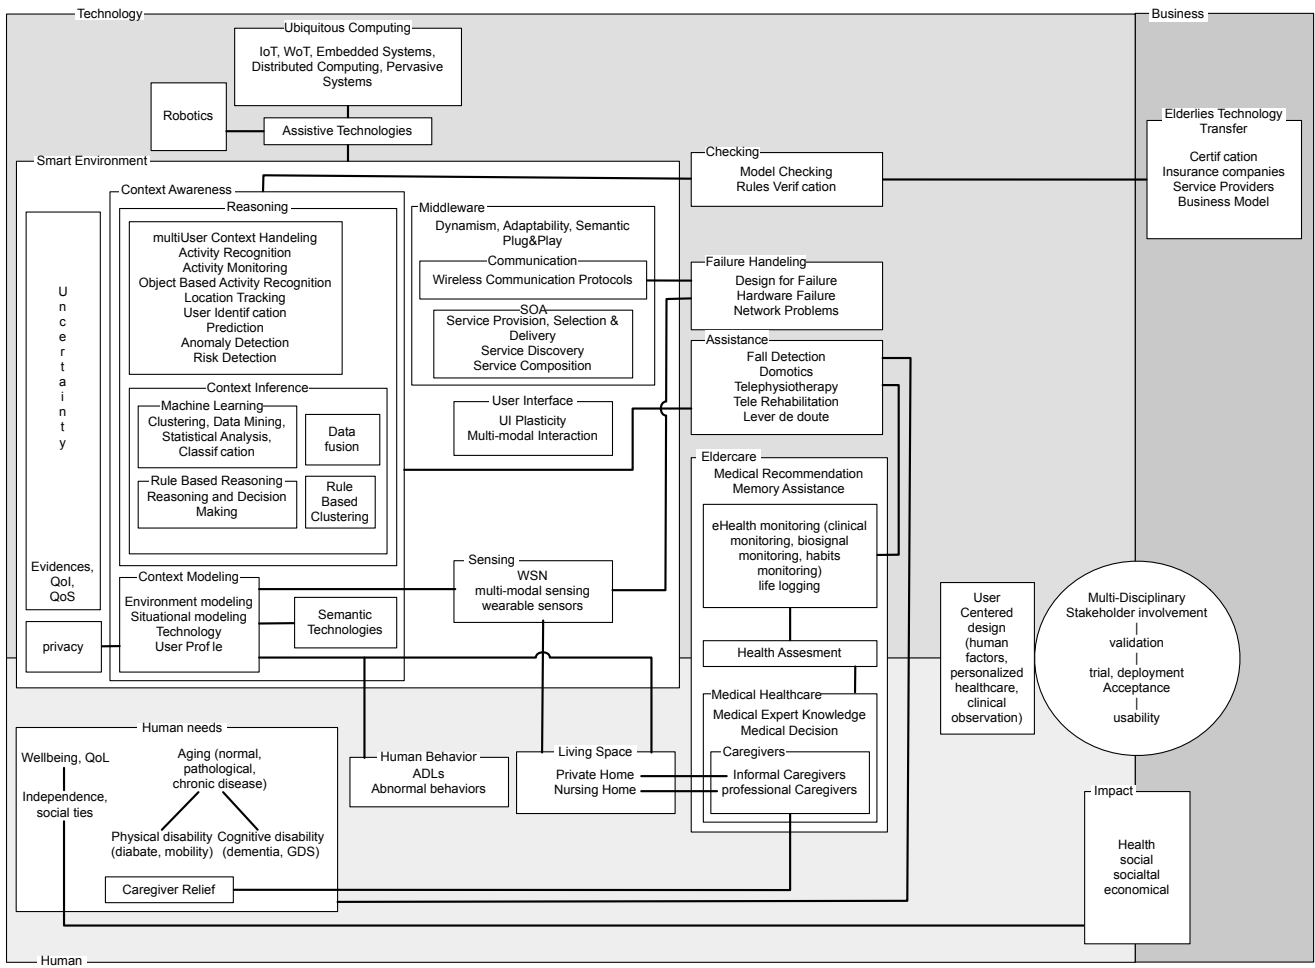 Technology
Business
Ubiquitous Computing
IoT, WoT, Embedded Systems,
Distributed Computing, Pervasive
Systems
Robotics
Assistive Technologies
Elderlies Technology
Transfer
Certif cation
Insurance companies
Service Providers
Business Model
Smart Environment
Checking
Model Checking
Rules Verif cation
Context Awareness
Reasoning
multiUser Context Handeling
Activity Recognition
Activity Monitoring
Object Based Activity Recognition
Location Tracking
User Identif cation
Prediction
Anomaly Detection
Risk Detection
Middleware
Dynamism, Adaptability, Semantic
Plug&Play
Communication
Wireless Communication Protocols
SOA
Service Provision, Selection &
Delivery
Service Discovery
Service Composition
Failure Handeling
Design for Failure
Hardware Failure
Network Problems
Assistance
Fall Detection
Domotics
Telephysiotherapy
Tele Rehabilitation
Lever de doute
Uncertainty
Evidences,
QoI,
QoS
Context Inference
Machine Learning
Clustering, Data Mining,
Statistical Analysis,
Classif cation
Data
fusion
Rule Based Reasoning
Reasoning and Decision
Making
Rule
Based
Clustering
User Interface
UI Plasticity
Multi-modal Interaction
Eldercare
Medical Recommendation
Memory Assistance
eHealth monitoring (clinical
monitoring, biosignal
monitoring, habits
monitoring)
life logging
Sensing
WSN
multi-modal sensing
wearable sensors
Context Modeling
Environment modeling
Situational modeling
Technology
User Prof le
Semantic
Technologies
privacy
Health Assesment
User
Centered
design
(human
factors,
personalized
healthcare,
clinical
observation)
Multi-Disciplinary
Stakeholder involvement
|
validation
|
trial, deployment
Acceptance
|
usability
Medical Healthcare
Medical Expert Knowledge
Medical Decision
Caregivers
Informal Caregivers
professional Caregivers
Human needs
Wellbeing, QoL
Independence,
social ties
Aging (normal,
pathological,
chronic disease)
Physical disability
(diabate, mobility)
Cognitive disability
(dementia, GDS)
Caregiver Relief
Human Behavior
ADLs
Abnormal behaviors
Living Space
Private Home
Nursing Home
Impact
Health
social
socialtal
economical
Human